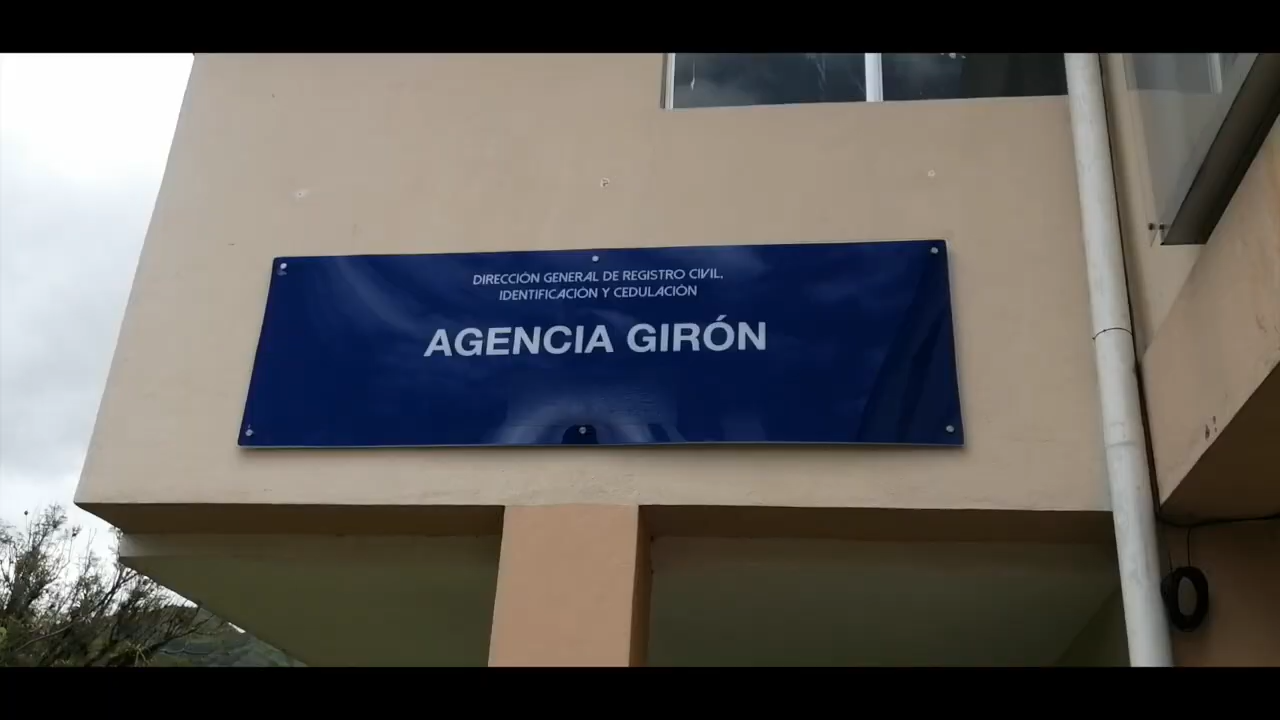 DIRECCIÓN GENERAL DE REGISTRO CIVIL,
IDENTIFICACIÓN Y CEDULACIÓN
AGENCIA GIRÓN